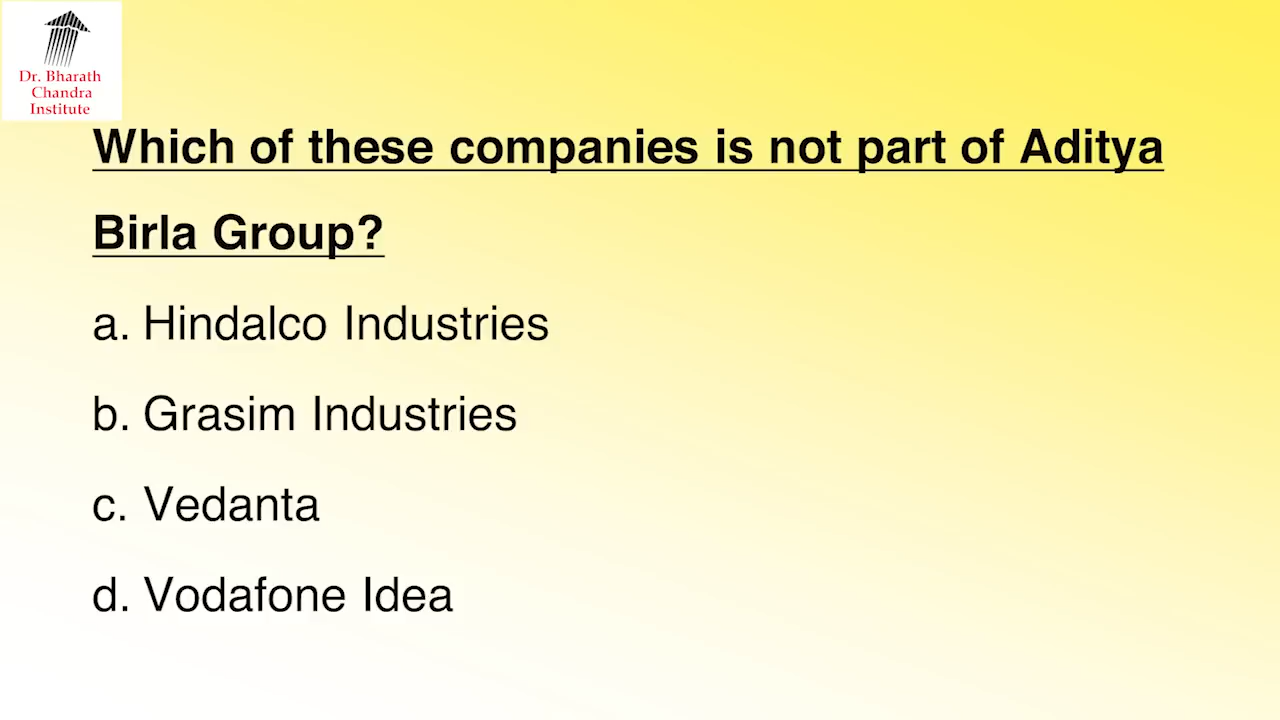 Dr. Bharath
Chandra
Institute
Which of these companies is not part of Aditya
Birla Group?
a. Hindalco Industries
b. Grasim Industries
c. Vedanta
d. Vodafone Idea